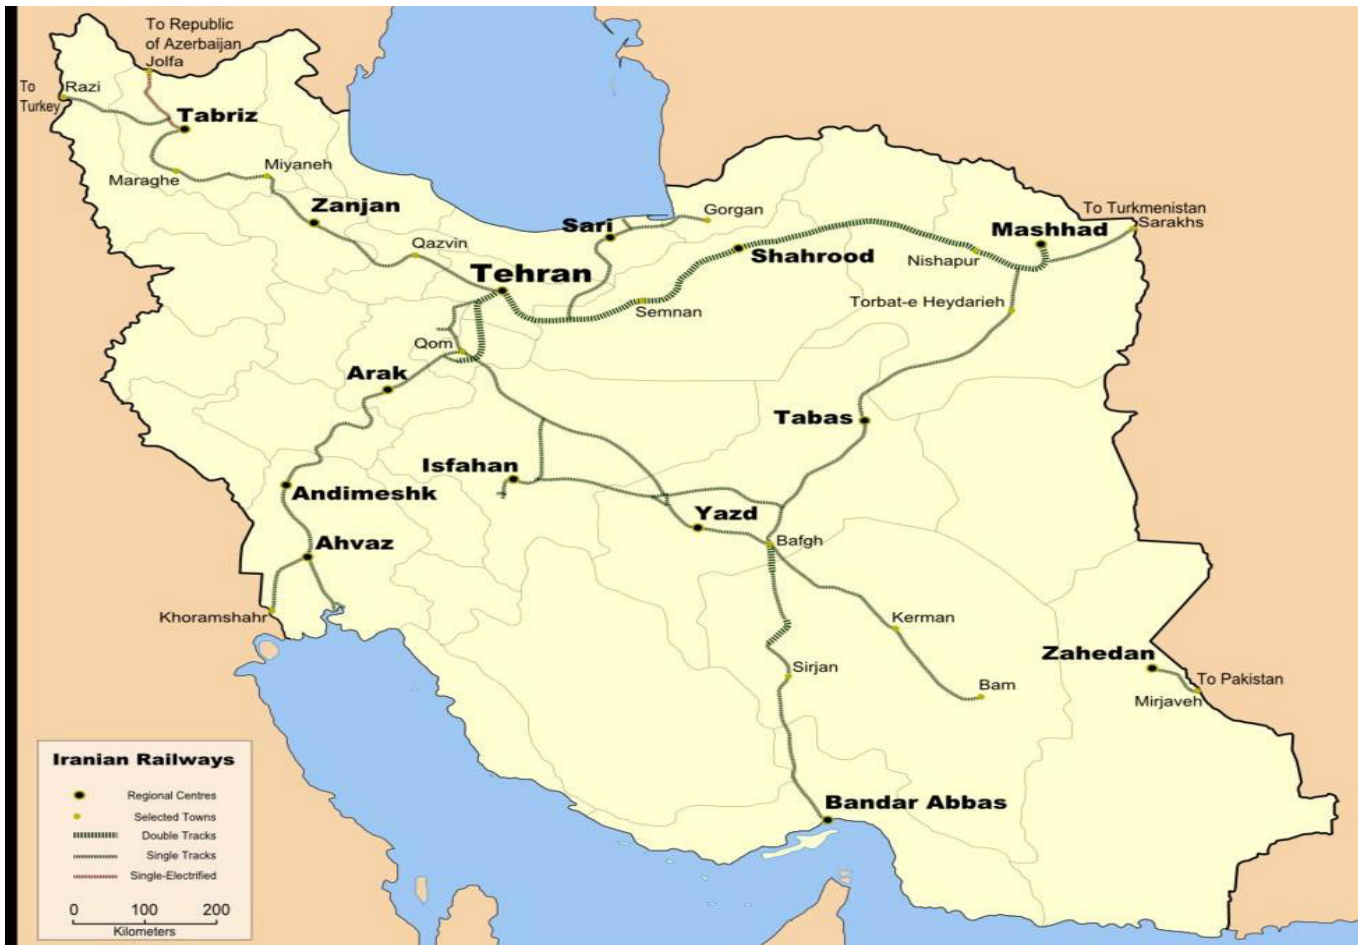 To Republic
of Azerbaijan
Jolfa
To
Turkey
Razi
Tabriz
Maraghe
Miyaneh
Zanjan
Qazvin
Tehran
Sari
Gorgan
Semnan
Shahrood
Nishapur
Mashhad
To Turkmenistan
Sarakhs
Torbat-e Heydarieh
Qom
Arak
Tabas
Isfahan
Andimeshk
Yazd
Ahvaz
Bafgh
Khoramshahr
Kerman
Zahedan
Sirjan
Bam
To Pakistan
Mirjaveh
Bandar Abbas
Iranian Railways
Regional Centres
Selected Towns
Double Tracks
Single Tracks
Single-Electrified
0 100 200
Kilometers